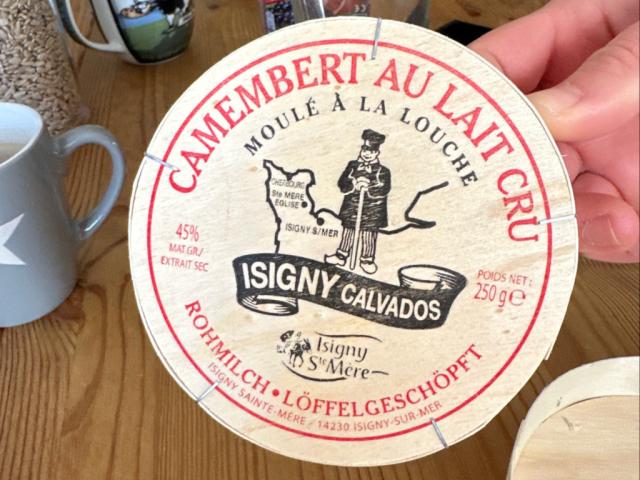 CAMEMBERT AU LAIT CRU
MOULÉ À LA LOUCHE
CHERBOURG
Ste MÈRE
EGLISE
ISIGNY S/MER
45%
MAT.GR/
EXTRAIT SEC
POIDS NET:
250 g e
ISIGNY CALVADOS
Isigny
Ste Mère
ROHMILCH • LÖFFELGESCHÖPFT
ISIGNY SAINTE-MÈRE / 14230 ISIGNY-SUR-MER